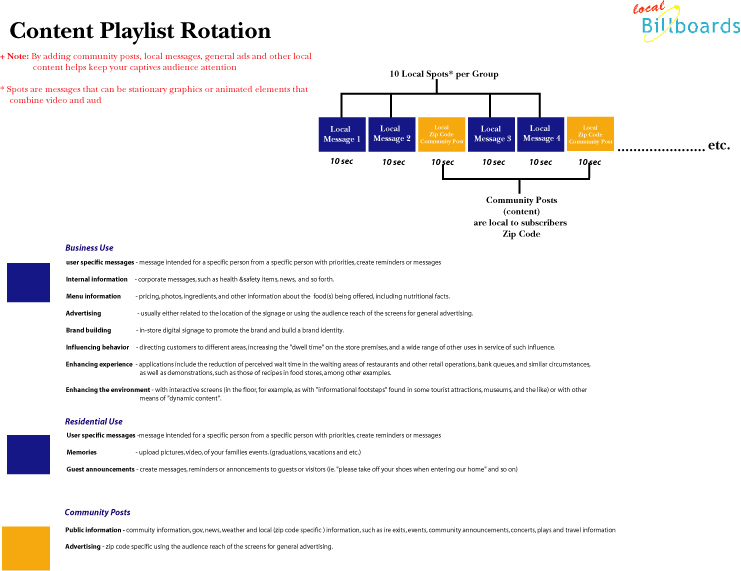 Content Playlist Rotation
local
Billboards
+ Note: By adding community posts, local messages, general ads and other local
content helps keep your captives audience attention
* Spots are messages that can be stationary graphics or animated elements that
combine video and aud
10 Local Spots* per Group
Local
Message 1
Local
Message 2
Local
Zip Code
Community Post
Local
Message 3
Local
Message 4
Local
Zip Code
Community Post
........................ etc.
10 sec
10 sec
10 sec
10 sec
10 sec
10 sec
Community Posts
(content)
are local to subscribers
Zip Code
Business Use
user specific messages - message intended for a specific person from a specific person with priorities, create reminders or messages
Internal information - corporate messages, such as health &safety items, news, and so forth.
Menu information - pricing, photos, ingredients, and other information about the food(s) being offered, including nutritional facts.
Advertising - usually either related to the location of the signage or using the audience reach of the screens for general advertising.
Brand building - in-store digital signage to promote the brand and build a brand identity.
Influencing behavior - directing customers to different areas, increasing the "dwell time" on the store premises, and a wide range of other uses in service of such influence.
Enhancing experience - applications include the reduction of perceived wait time in the waiting areas of restaurants and other retail operations, bank queues, and similar circumstances,
as well as demonstrations, such as those of recipes in food stores, among other examples.
Enhancing the environment - with interactive screens (in the floor, for example, as with "informational footsteps" found in some tourist attractions, museums, and the like) or with other
means of "dynamic content".
Residential Use
User specific messages -message intended for a specific person from a specific person with priorities, create reminders or messages
Memories - upload pictures, video, of your families events. (graduations, vacations and etc.)
Guest announcements - create messages, reminders or annoncements to guests or visitors (ie. "please take off your shoes when entering our home" and so on)
Community Posts
Public information - commuity information, gov, news, weather and local (zip code specific ) information, such as ire exits, events, community announcements, concerts, plays and travel information
Advertising - zip code specific using the audience reach of the screens for general advertising.